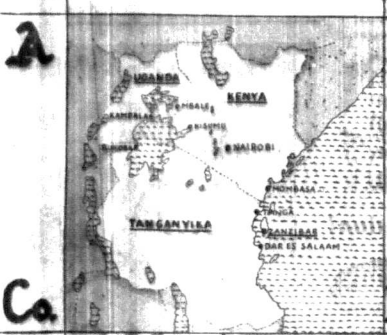 A
UGANDA
KENYA
MBALE
KAMPALA
KISUMU
NAIROBI
MOMBASA
TANGA
TANGANYIKA
ZANZIBAR
DAR ES SALAAM
Co.